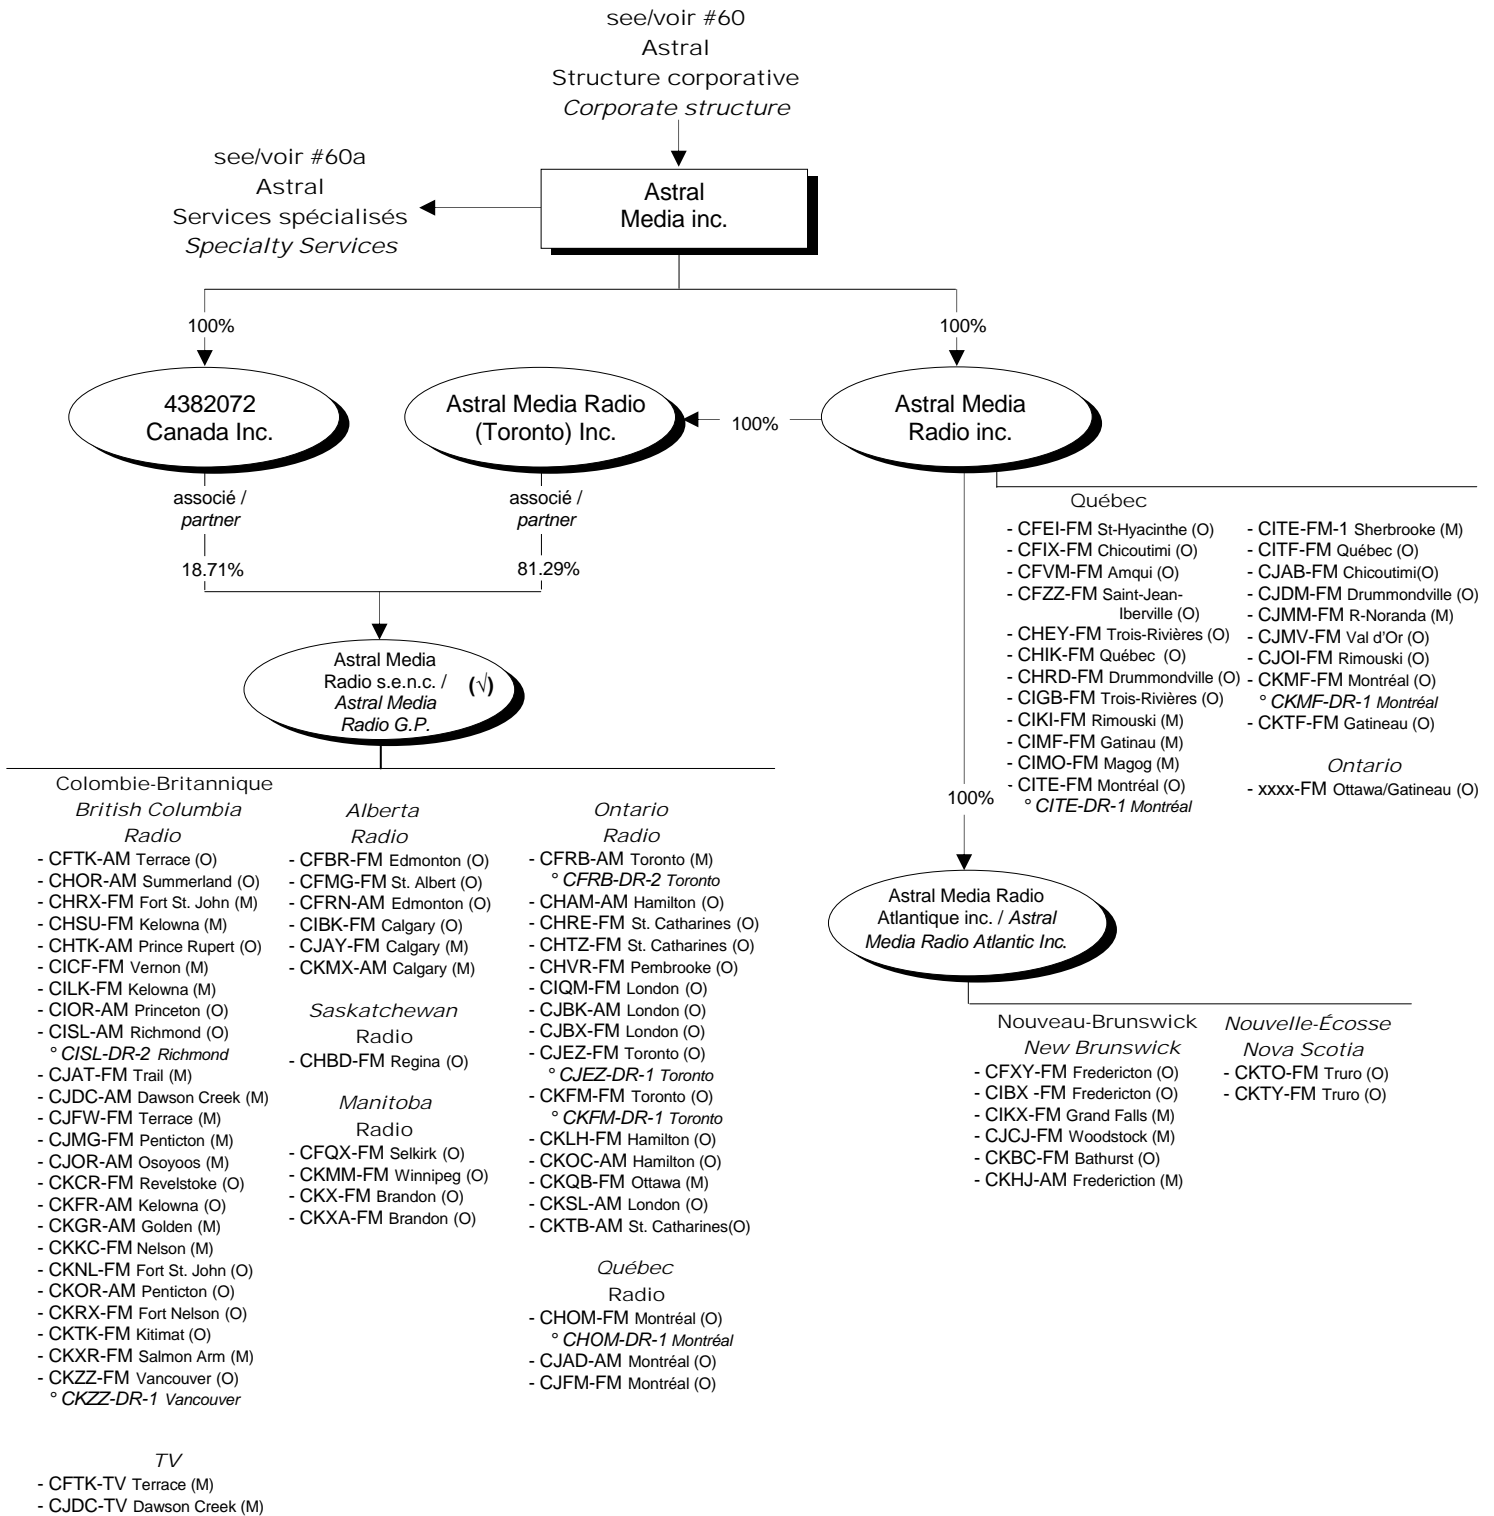 see/voir #60
Astral
Structure corporative
Corporate structure
see/voir #60a
Astral
Services spécialisés
Specialty Services
Astral
Media inc.
100%
100%
4382072
Canada Inc.
Astral Media Radio
(Toronto) Inc.
100%
Astral Media
Radio inc.
associé /
partner
18.71%
associé /
partner
81.29%
Astral Media
Radio s.e.n.c. /
Astral Media
Radio G.P.
(√)
Québec
- CFEI-FM St-Hyacinthe (O)
- CFIX-FM Chicoutimi (O)
- CFVM-FM Amqui (O)
- CFZZ-FM Saint-Jean-
Iberville (O)
- CHEY-FM Trois-Rivières (O)
- CHIK-FM Québec (O)
- CHRD-FM Drummondville (O)
- CIGB-FM Trois-Rivières (O)
- CIKI-FM Rimouski (M)
- CIMF-FM Gatinau (M)
- CIMO-FM Magog (M)
- CITE-FM Montréal (O)
° CITE-DR-1 Montréal
- CITE-FM-1 Sherbrooke (M)
- CITF-FM Québec (O)
- CJAB-FM Chicoutimi(O)
- CJDM-FM Drummondville (O)
- CJMM-FM R-Noranda (M)
- CJMV-FM Val d'Or (O)
- CJOI-FM Rimouski (O)
- CKMF-FM Montréal (O)
° CKMF-DR-1 Montréal
- CKTF-FM Gatineau (O)
Ontario
- xxxx-FM Ottawa/Gatineau (O)
100%
Astral Media Radio
Atlantique inc. / Astral
Media Radio Atlantic Inc.
Colombie-Britannique
British Columbia
Radio
- CFTK-AM Terrace (O)
- CHOR-AM Summerland (O)
- CHRX-FM Fort St. John (M)
- CHSU-FM Kelowna (M)
- CHTK-AM Prince Rupert (O)
- CICF-FM Vernon (M)
- CILK-FM Kelowna (M)
- CIOR-AM Princeton (O)
- CISL-AM Richmond (O)
° CISL-DR-2 Richmond
- CJAT-FM Trail (M)
- CJDC-AM Dawson Creek (M)
- CJFW-FM Terrace (M)
- CJMG-FM Penticton (M)
- CJOR-AM Osoyoos (M)
- CKCR-FM Revelstoke (O)
- CKFR-AM Kelowna (O)
- CKGR-AM Golden (M)
- CKKC-FM Nelson (M)
- CKNL-FM Fort St. John (O)
- CKOR-AM Penticton (O)
- CKRX-FM Fort Nelson (O)
- CKTK-FM Kitimat (O)
- CKXR-FM Salmon Arm (M)
- CKZZ-FM Vancouver (O)
° CKZZ-DR-1 Vancouver
TV
- CFTK-TV Terrace (M)
- CJDC-TV Dawson Creek (M)
Alberta
Radio
- CFBR-FM Edmonton (O)
- CFMG-FM St. Albert (O)
- CFRN-AM Edmonton (O)
- CIBK-FM Calgary (O)
- CJAY-FM Calgary (M)
- CKMX-AM Calgary (M)
Saskatchewan
Radio
- CHBD-FM Regina (O)
Manitoba
Radio
- CFQX-FM Selkirk (O)
- CKMM-FM Winnipeg (O)
- CKX-FM Brandon (O)
- CKXA-FM Brandon (O)
Ontario
Radio
- CFRB-AM Toronto (M)
° CFRB-DR-2 Toronto
- CHAM-AM Hamilton (O)
- CHRE-FM St. Catharines (O)
- CHTZ-FM St. Catharines (O)
- CHVR-FM Pembrooke (O)
- CIQM-FM London (O)
- CJBK-AM London (O)
- CJBX-FM London (O)
- CJEZ-FM Toronto (O)
° CJEZ-DR-1 Toronto
- CKFM-FM Toronto (O)
° CKFM-DR-1 Toronto
- CKLH-FM Hamilton (O)
- CKOC-AM Hamilton (O)
- CKQB-FM Ottawa (M)
- CKSL-AM London (O)
- CKTB-AM St. Catharines(O)
Québec
Radio
- CHOM-FM Montréal (O)
° CHOM-DR-1 Montréal
- CJAD-AM Montréal (O)
- CJFM-FM Montréal (O)
Nouveau-Brunswick
New Brunswick
- CFXY-FM Fredericton (O)
- CIBX -FM Fredericton (O)
- CIKX-FM Grand Falls (M)
- CJCJ-FM Woodstock (M)
- CKBC-FM Bathurst (O)
- CKHJ-AM Frederiction (M)
Nouvelle-Écosse
Nova Scotia
- CKTO-FM Truro (O)
- CKTY-FM Truro (O)